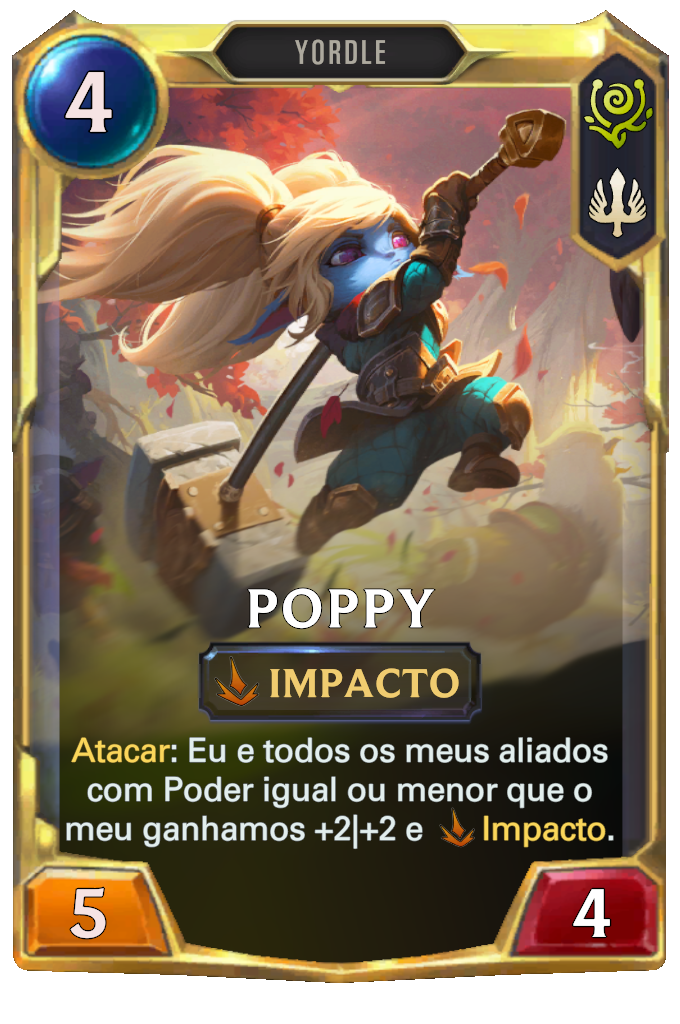 YORDLE
4
POPPY
IMPACTO
Atacar: Eu e todos os meus aliados
com Poder igual ou menor que o
meu ganhamos +2|+2 e Impacto.
5
4